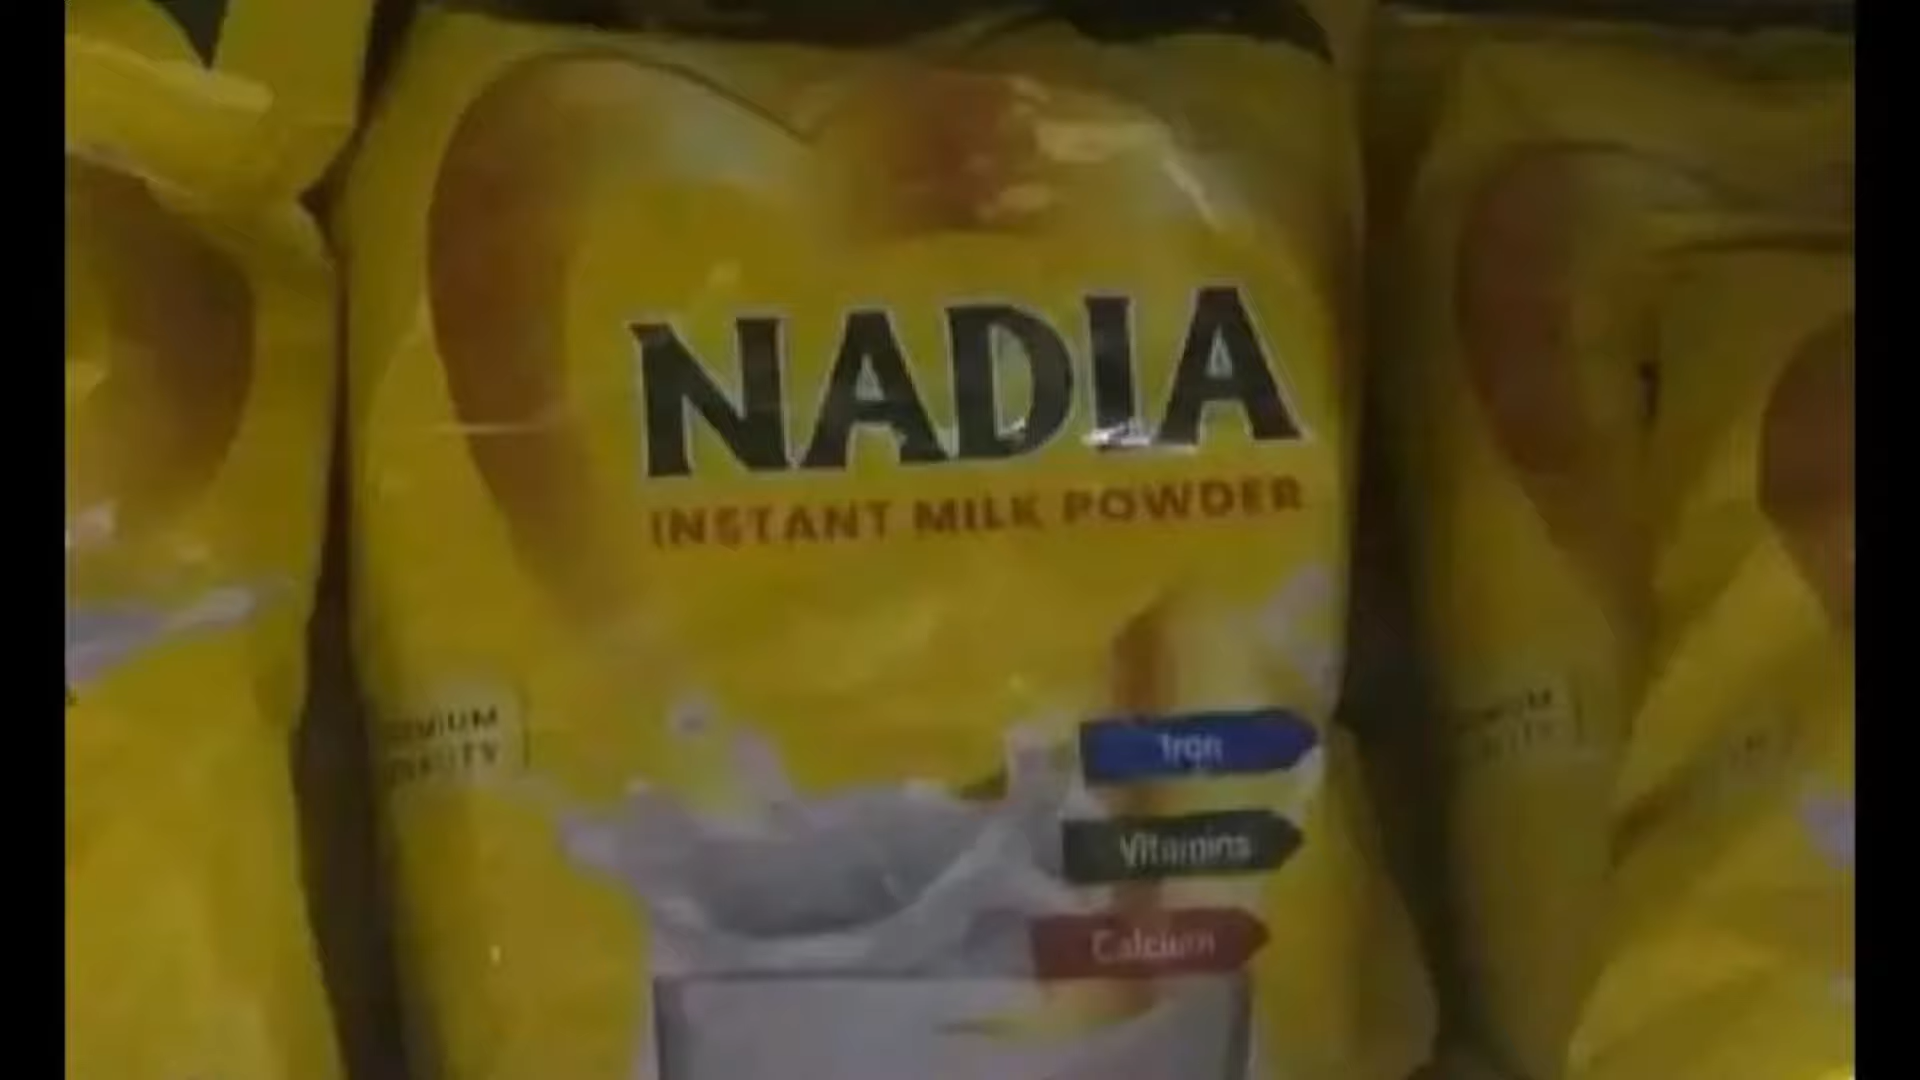 NADIA
INSTANT MILK POWDER
Iron
Vitamins
Calcium